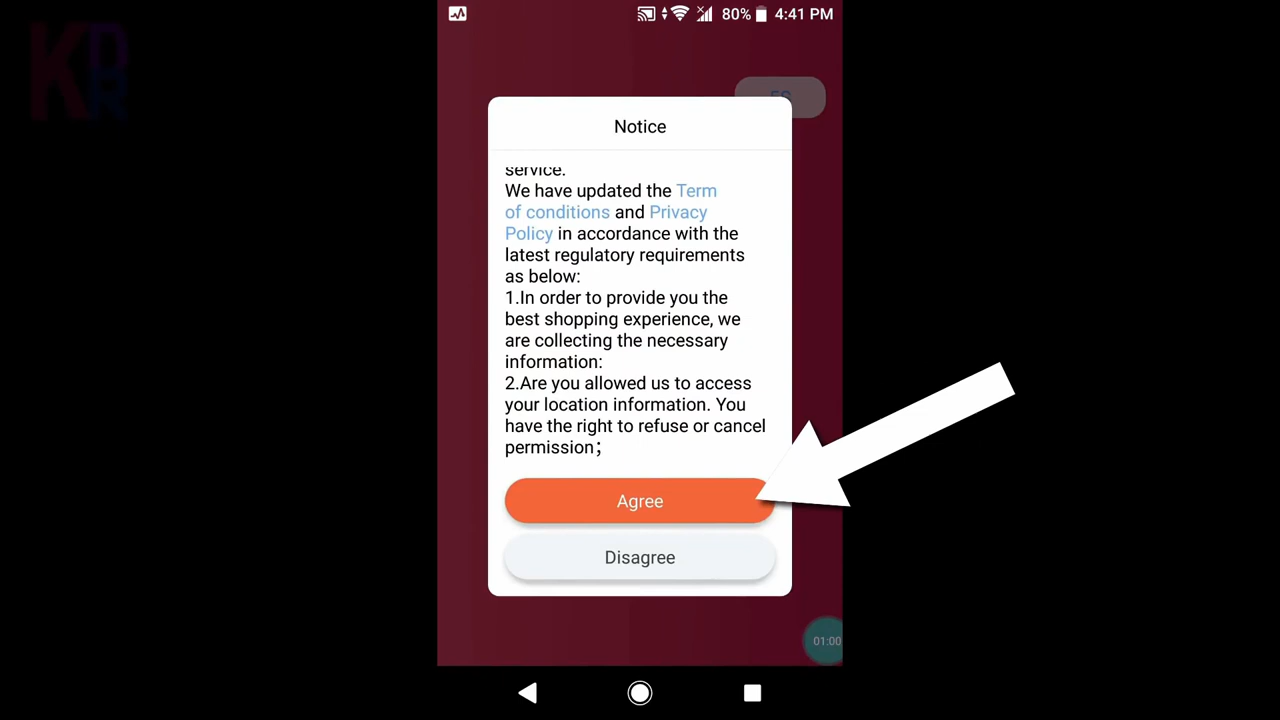 KDR
80% 4:41 PM
Notice
service.
We have updated the Term
of conditions and Privacy
Policy in accordance with the
latest regulatory requirements
as below:
1.In order to provide you the
best shopping experience, we
are collecting the necessary
information:
2.Are you allowed us to access
your location information. You
have the right to refuse or cancel
permission；
Agree
Disagree
01:00